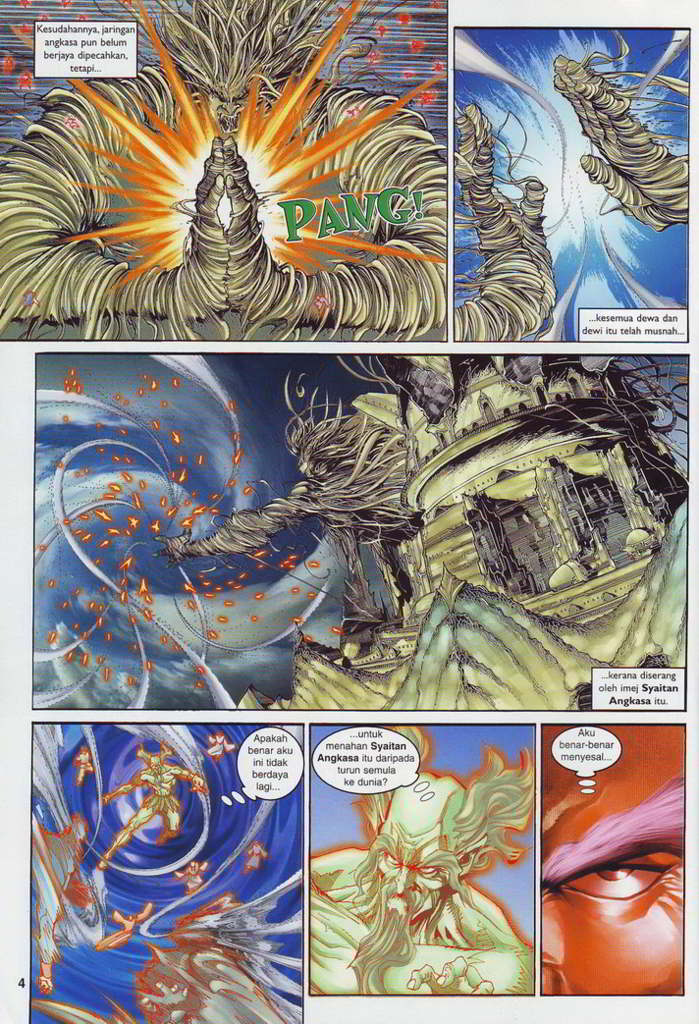 Kesudahannya, jaringan
angkasa pun belum
berjaya dipecahkan,
tetapi...
PANG!
...kesemua dewa dan
dewi itu telah musnah...
...kerana diserang
oleh imej Syaitan
Angkasa itu.
Apakah
benar aku
ini tidak
berdaya
lagi...
...untuk
menahan Syaitan
Angkasa itu daripada
turun semula
ke dunia?
Aku
benar-benar
menyesal...
4